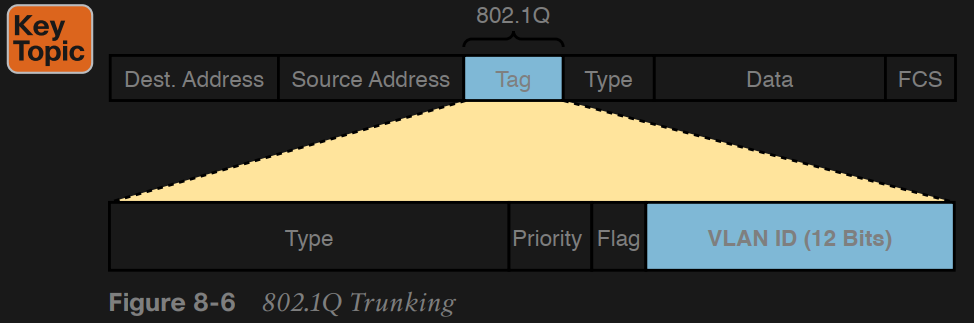 Key
Topic
802.1Q
Dest. Address Source Address Tag Type Data FCS
Type Priority Flag VLAN ID (12 Bits)
Figure 8-6 802.1Q Trunking